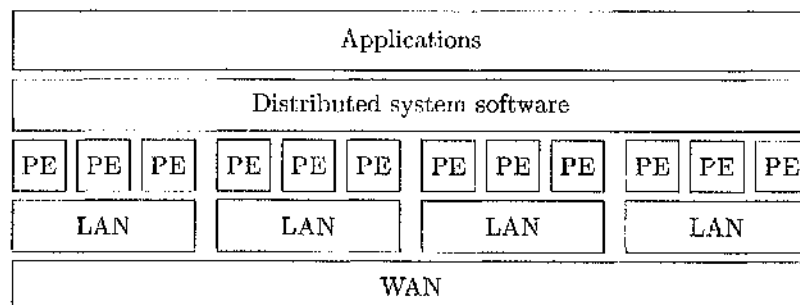 Applications
Distributed system software
PE PE PE PE PE PE PE PE PE PE PE PE
LAN LAN LAN LAN
WAN